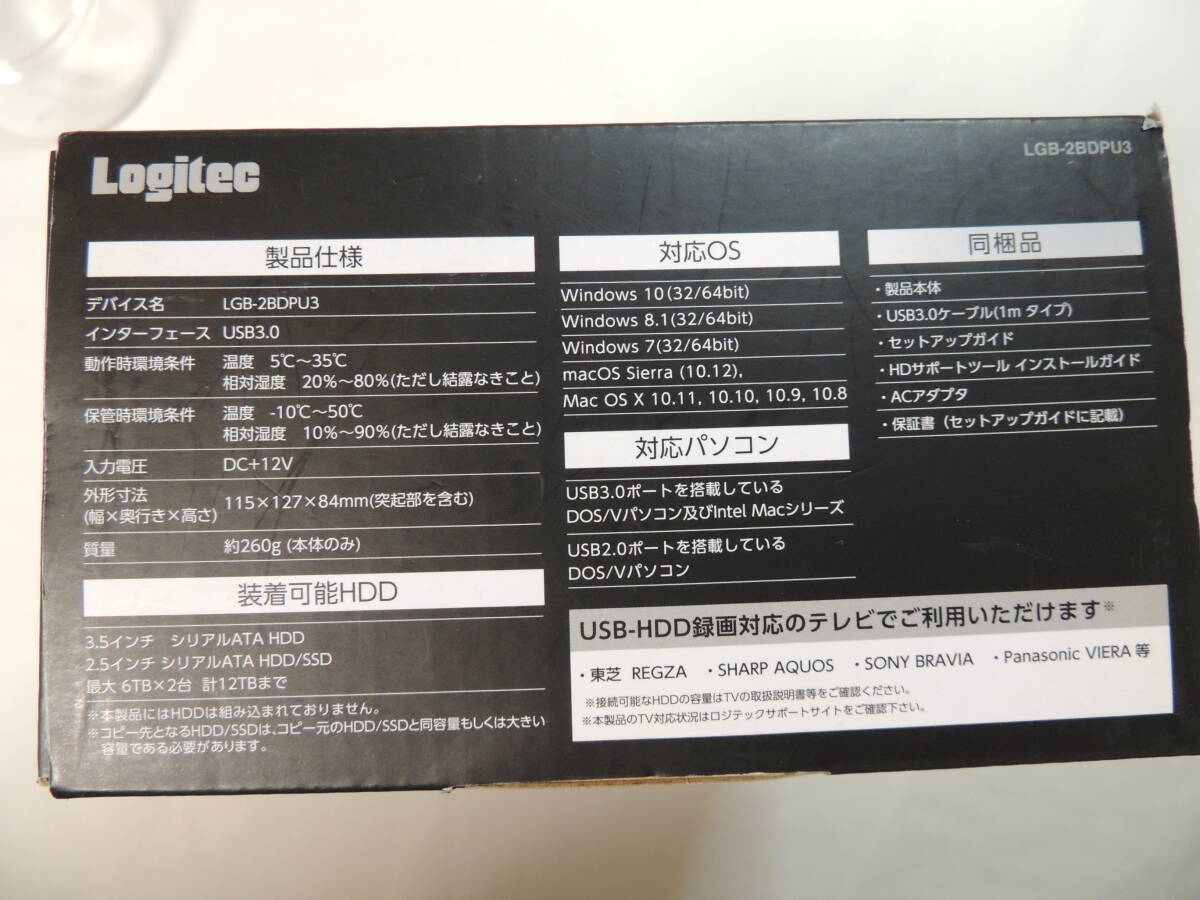 Logitec
LGB-2BDPU3
製品仕様
デバイス名 LGB-2BDPU3
インターフェース USB3.0
動作時環境条件 温度 5℃～35℃
相対湿度 20%～80%(ただし結露なきこと)
保管時環境条件 温度 -10℃～50℃
相対湿度 10%～90%(ただし結露なきこと)
入力電圧 DC+12V
外形寸法
(幅×奥行き×高さ) 115×127×84mm(突起部を含む)
質量 約260g (本体のみ)
装着可能HDD
3.5インチ シリアルATA HDD
2.5インチ シリアルATA HDD/SSD
最大 6TB×2台 計12TBまで
※本製品にはHDDは組み込まれておりません。
※コピー先となるHDD/SSDは、コピー元のHDD/SSDと同容量もしくは大きい
容量である必要があります。
対応OS
Windows 10(32/64bit)
Windows 8.1(32/64bit)
Windows 7(32/64bit)
macOS Sierra (10.12),
Mac OS X 10.11, 10.10, 10.9, 10.8
対応パソコン
USB3.0ポートを搭載している
DOS/Vパソコン及びIntel Macシリーズ
USB2.0ポートを搭載している
DOS/Vパソコン
同梱品
・製品本体
・USB3.0ケーブル(1m タイプ)
・セットアップガイド
・HDサポートツール インストールガイド
・ACアダプタ
・保証書 (セットアップガイドに記載)
USB-HDD録画対応のテレビでご利用いただけます※
・東芝 REGZA ・SHARP AQUOS ・SONY BRAVIA ・Panasonic VIERA 等
※接続可能なHDDの容量はTVの取扱説明書等をご確認ください。
※本製品のTV対応状況はロジテックサポートサイトをご確認下さい。